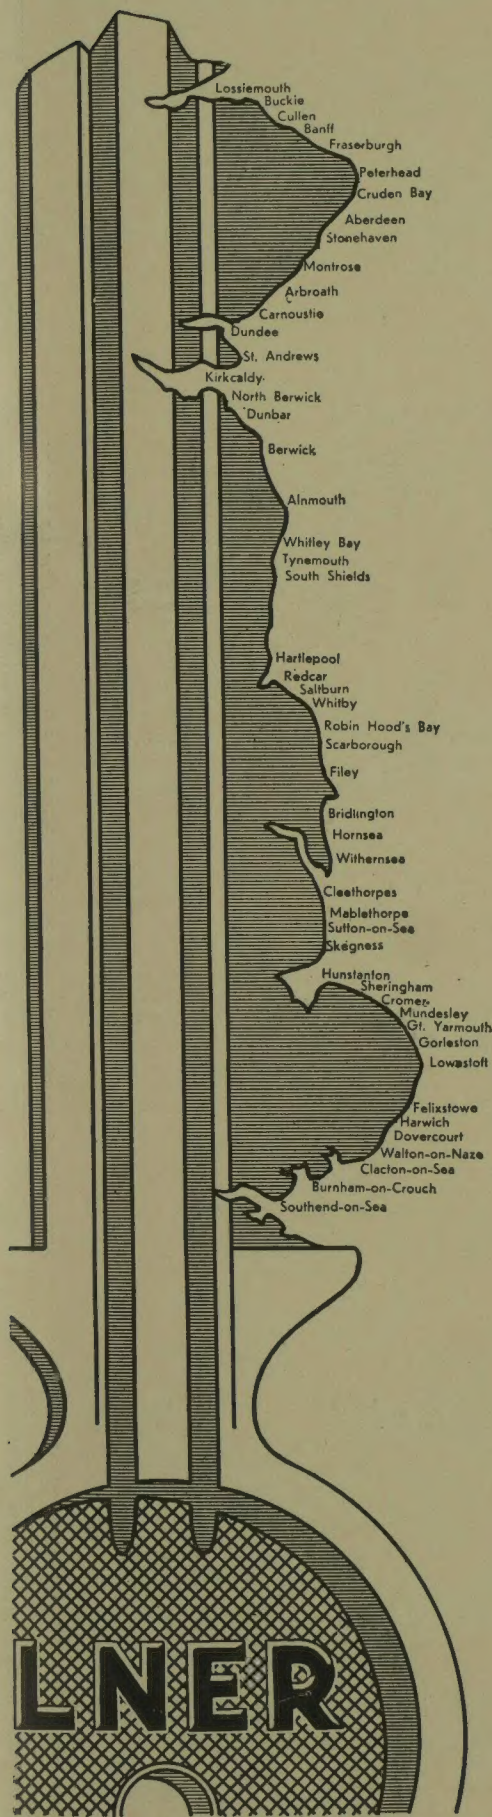 Lossiemouth
Buckie
Cullen
Banff
Fraserburgh
Peterhead
Cruden Bay
Aberdeen
Stonehaven
Montrose
Arbroath
Carnoustie
Dundee
St. Andrews
Kirkcaldy
North Berwick
Dunbar
Berwick
Alnmouth
Whitley Bay
Tynemouth
South Shields
Hartlepool
Redcar
Saltburn
Whitby
Robin Hood's Bay
Scarborough
Filey
Bridlington
Hornsea
Withernsea
Cleethorpes
Mablethorpe
Sutton-on-Sea
Skegness
Hunstanton
Sheringham
Cromer
Mundesley
Gt. Yarmouth
Gorleston
Lowestoft
Felixstowe
Harwich
Dovercourt
Walton-on-Naze
Clacton-on-Sea
Burnham-on-Crouch
Southend-on-Sea
LNER